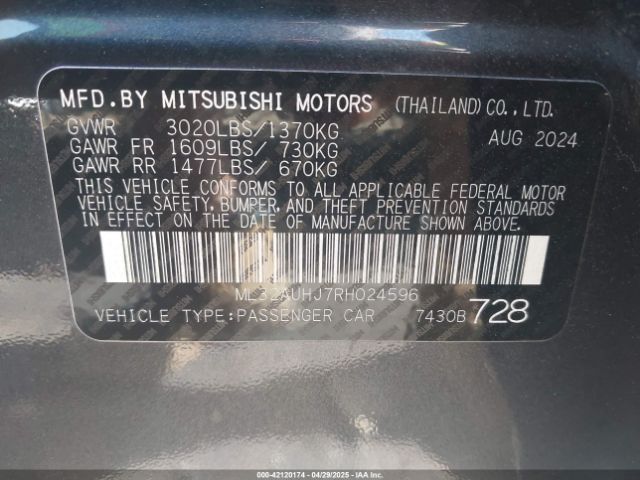 MFD.BY MITSUBISHI MOTORS (THAILAND) CO., LTD.
GVWR 3020LBS/1370KG AUG 2024
GAWR FR 1609LBS/ 730KG
GAWR RR 1477LBS/ 670KG
THIS VEHICLE CONFORMS TO ALL APPLICABLE FEDERAL MOTOR
VEHICLE SAFETY, BUMPER, AND THEFT PREVENTION STANDARDS
IN EFFECT ON THE DATE OF MANUFACTURE SHOWN ABOVE.
ML32AUHJ7RH024596
VEHICLE TYPE:PASSENGER CAR 7430B 728
000-42120174 | 04/29/2025 | IAAI.COM